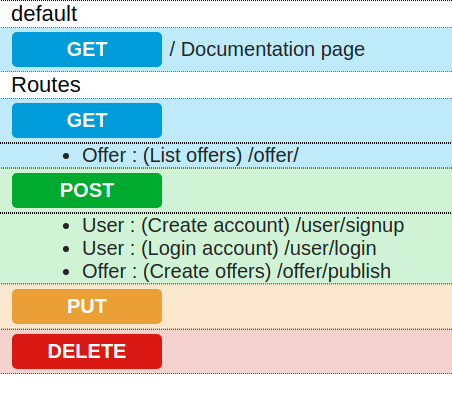 default
GET / Documentation page
Routes
GET
• Offer : (List offers) /offer/
POST
• User : (Create account) /user/signup
• User : (Login account) /user/login
• Offer : (Create offers) /offer/publish
PUT
DELETE